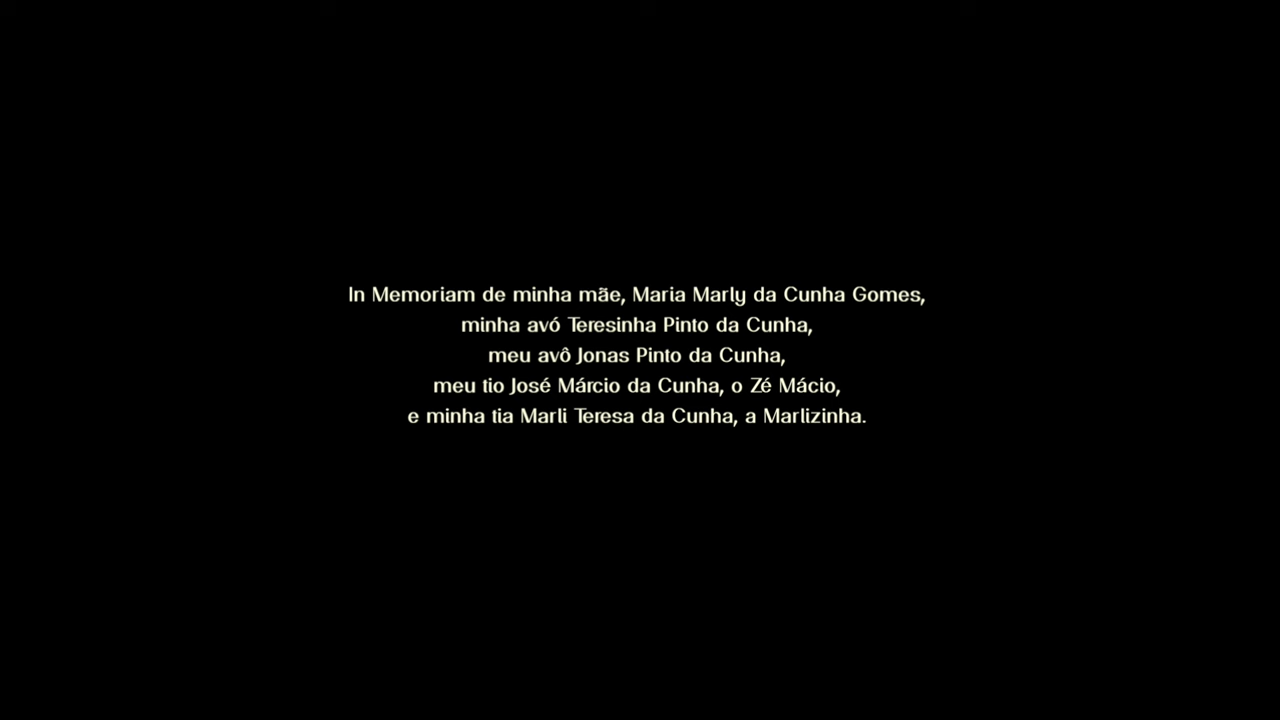 In Memoriam de minha mãe, Maria Marly da Cunha Gomes,
minha avó Teresinha Pinto da Cunha,
meu avô Jonas Pinto da Cunha,
meu tio José Márcio da Cunha, o Zé Mácio,
e minha tia Marli Teresa da Cunha, a Marlizinha.